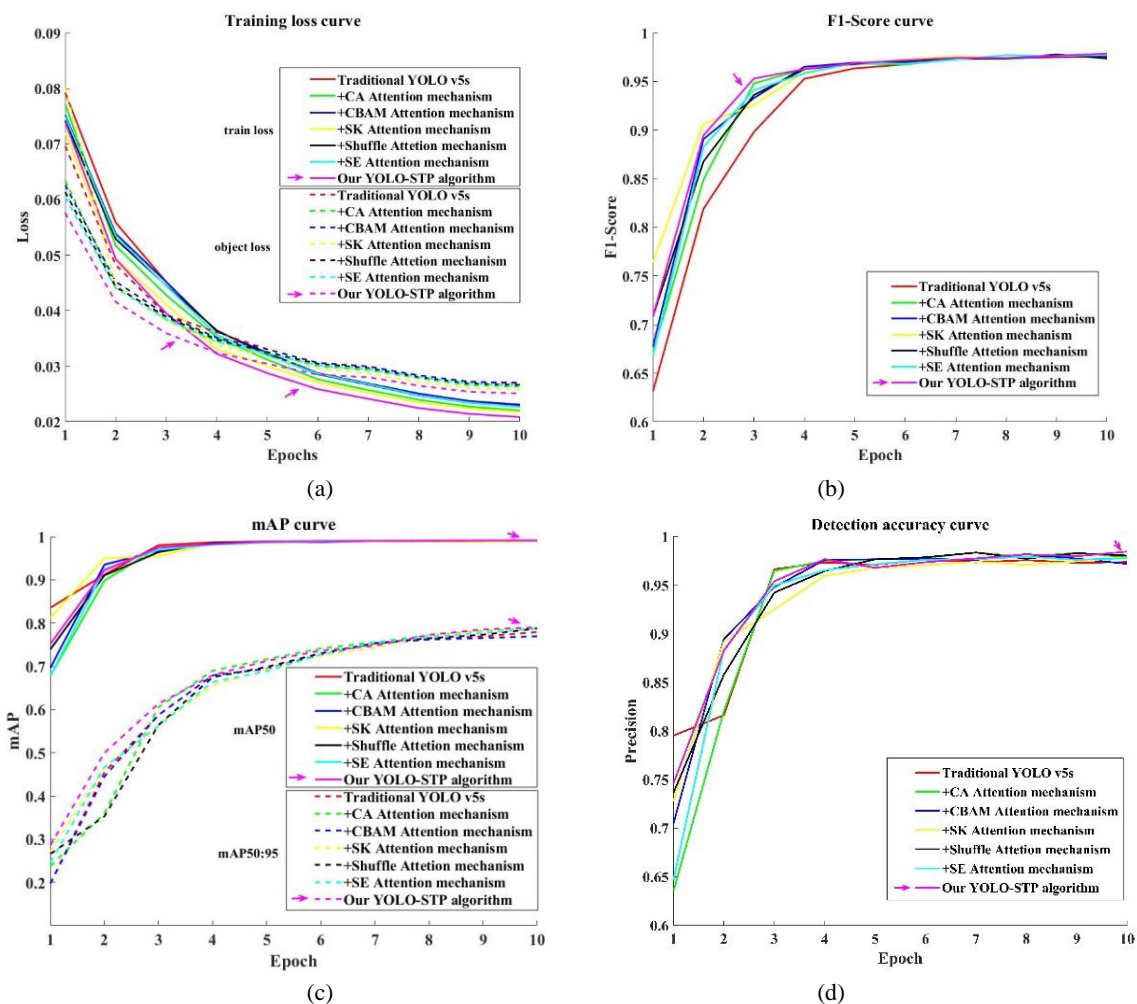 Training loss curve
0.09
0.08
0.07
0.06
0.05
0.04
0.03
0.02
Loss
1 2 3 4 5 6 7 8 9 10
Epochs
train loss
Traditional YOLO v5s
+CA Attention mechanism
+CBAM Attention mechanism
+SK Attention mechanism
+Shuffle Attetion mechanism
+SE Attention mechanism
Our YOLO-STP algorithm
object loss
Traditional YOLO v5s
+CA Attention mechanism
+CBAM Attention mechanism
+SK Attention mechanism
+Shuffle Attetion mechanism
+SE Attention mechanism
Our YOLO-STP algorithm
(a)
F1-Score curve
1
0.95
0.9
0.85
0.8
0.75
0.7
0.65
0.6
F1-Score
1 2 3 4 5 6 7 8 9 10
Epoch
Traditional YOLO v5s
+CA Attention mechanism
+CBAM Attention mechanism
+SK Attention mechanism
+Shuffle Attetion mechanism
+SE Attention mechanism
Our YOLO-STP algorithm
(b)
mAP curve
1
0.9
0.8
0.7
0.6
0.5
0.4
0.3
0.2
mAP
1 2 3 4 5 6 7 8 9 10
Epoch
mAP50
Traditional YOLO v5s
+CA Attention mechanism
+CBAM Attention mechanism
+SK Attention mechanism
+Shuffle Attetion mechanism
+SE Attention mechanism
Our YOLO-STP algorithm
mAP50:95
Traditional YOLO v5s
+CA Attention mechanism
+CBAM Attention mechanism
+SK Attention mechanism
+Shuffle Attetion mechanism
+SE Attention mechanism
Our YOLO-STP algorithm
(c)
Detection accuracy curve
1
0.95
0.9
0.85
0.8
0.75
0.7
0.65
0.6
Precision
1 2 3 4 5 6 7 8 9 10
Epoch
Traditional YOLO v5s
+CA Attention mechanism
+CBAM Attention mechanism
+SK Attention mechanism
+Shuffle Attetion mechanism
+SE Attention mechanism
Our YOLO-STP algorithm
(d)